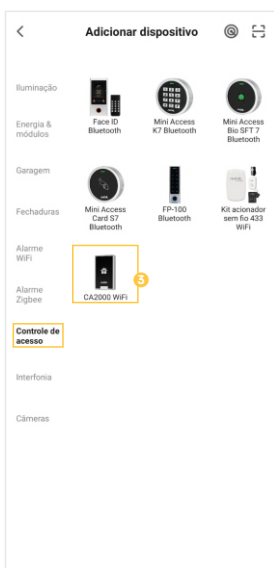 Adicionar dispositivo
Iluminação
Energia &
módulos
Garagem
Fechaduras
Alarme
WiFi
Alarme
Zigbee
Controle de
acesso
Interfonia
Câmeras
Face ID
Bluetooth
Mini Access
K7 Bluetooth
Mini Access
Bio SFT 7
Bluetooth
Mini Access
Card S7
Bluetooth
FP-100
Bluetooth
Kit acionador
sem fio 433
WiFi
CA2000 WiFi
3